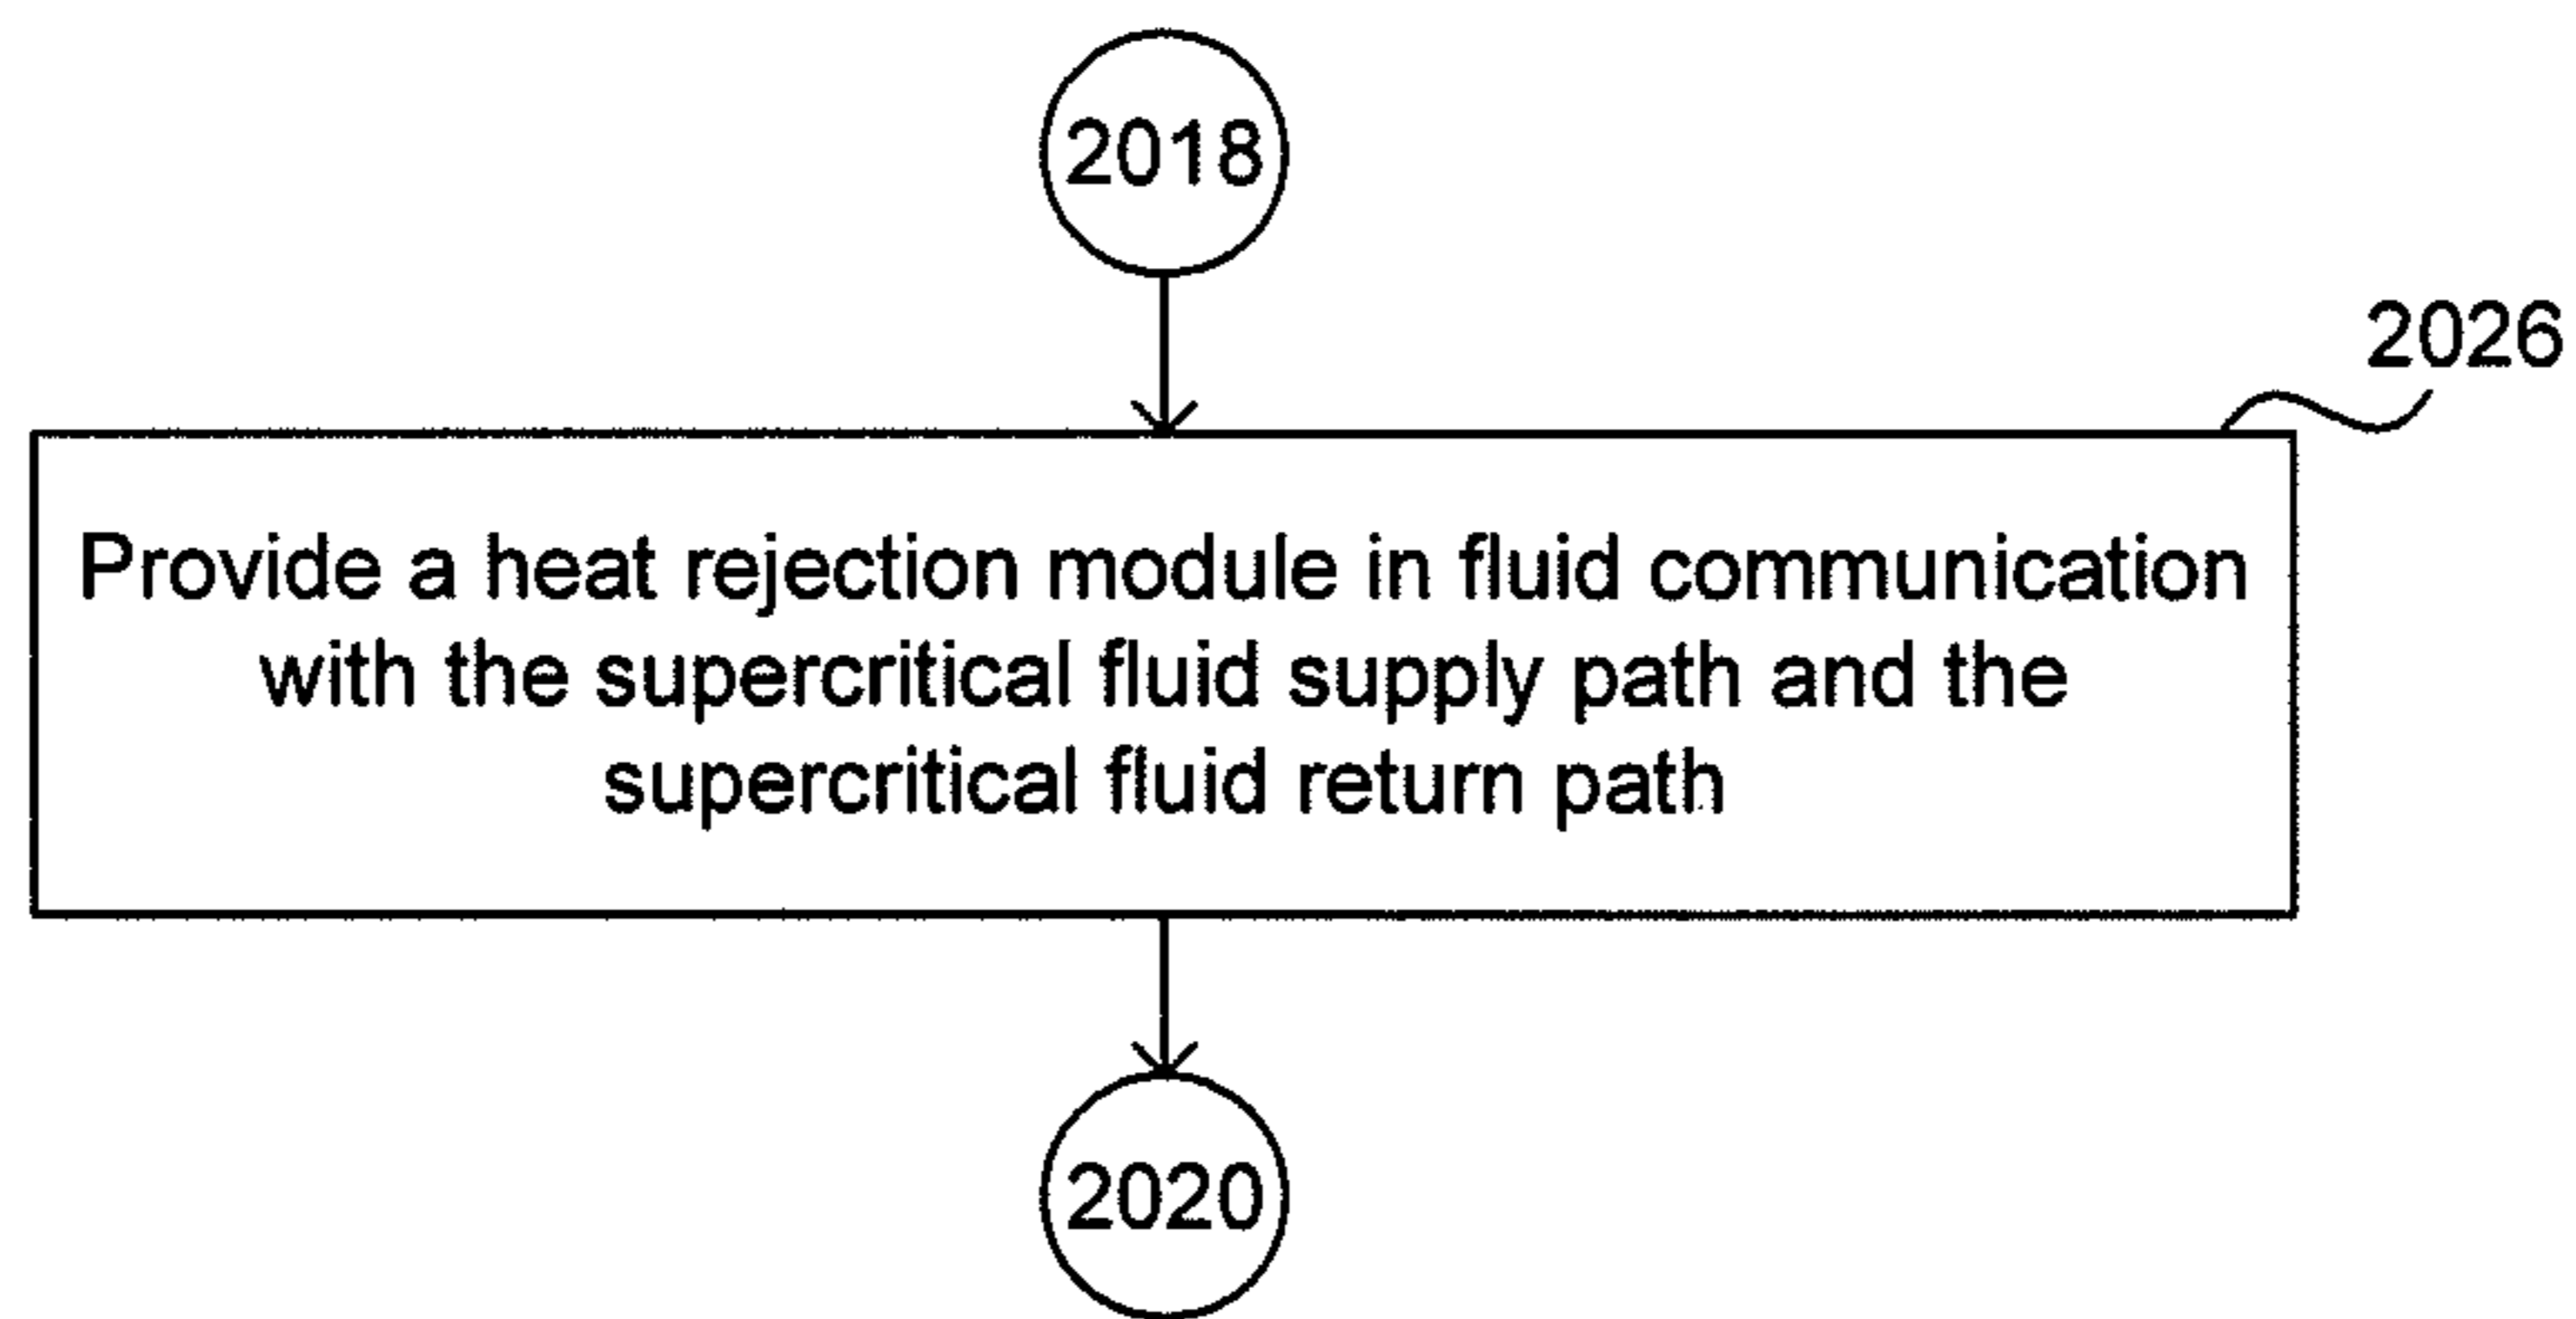 2018
2026
Provide a heat rejection module in fluid communication
with the supercritical fluid supply path and the
supercritical fluid return path
2020